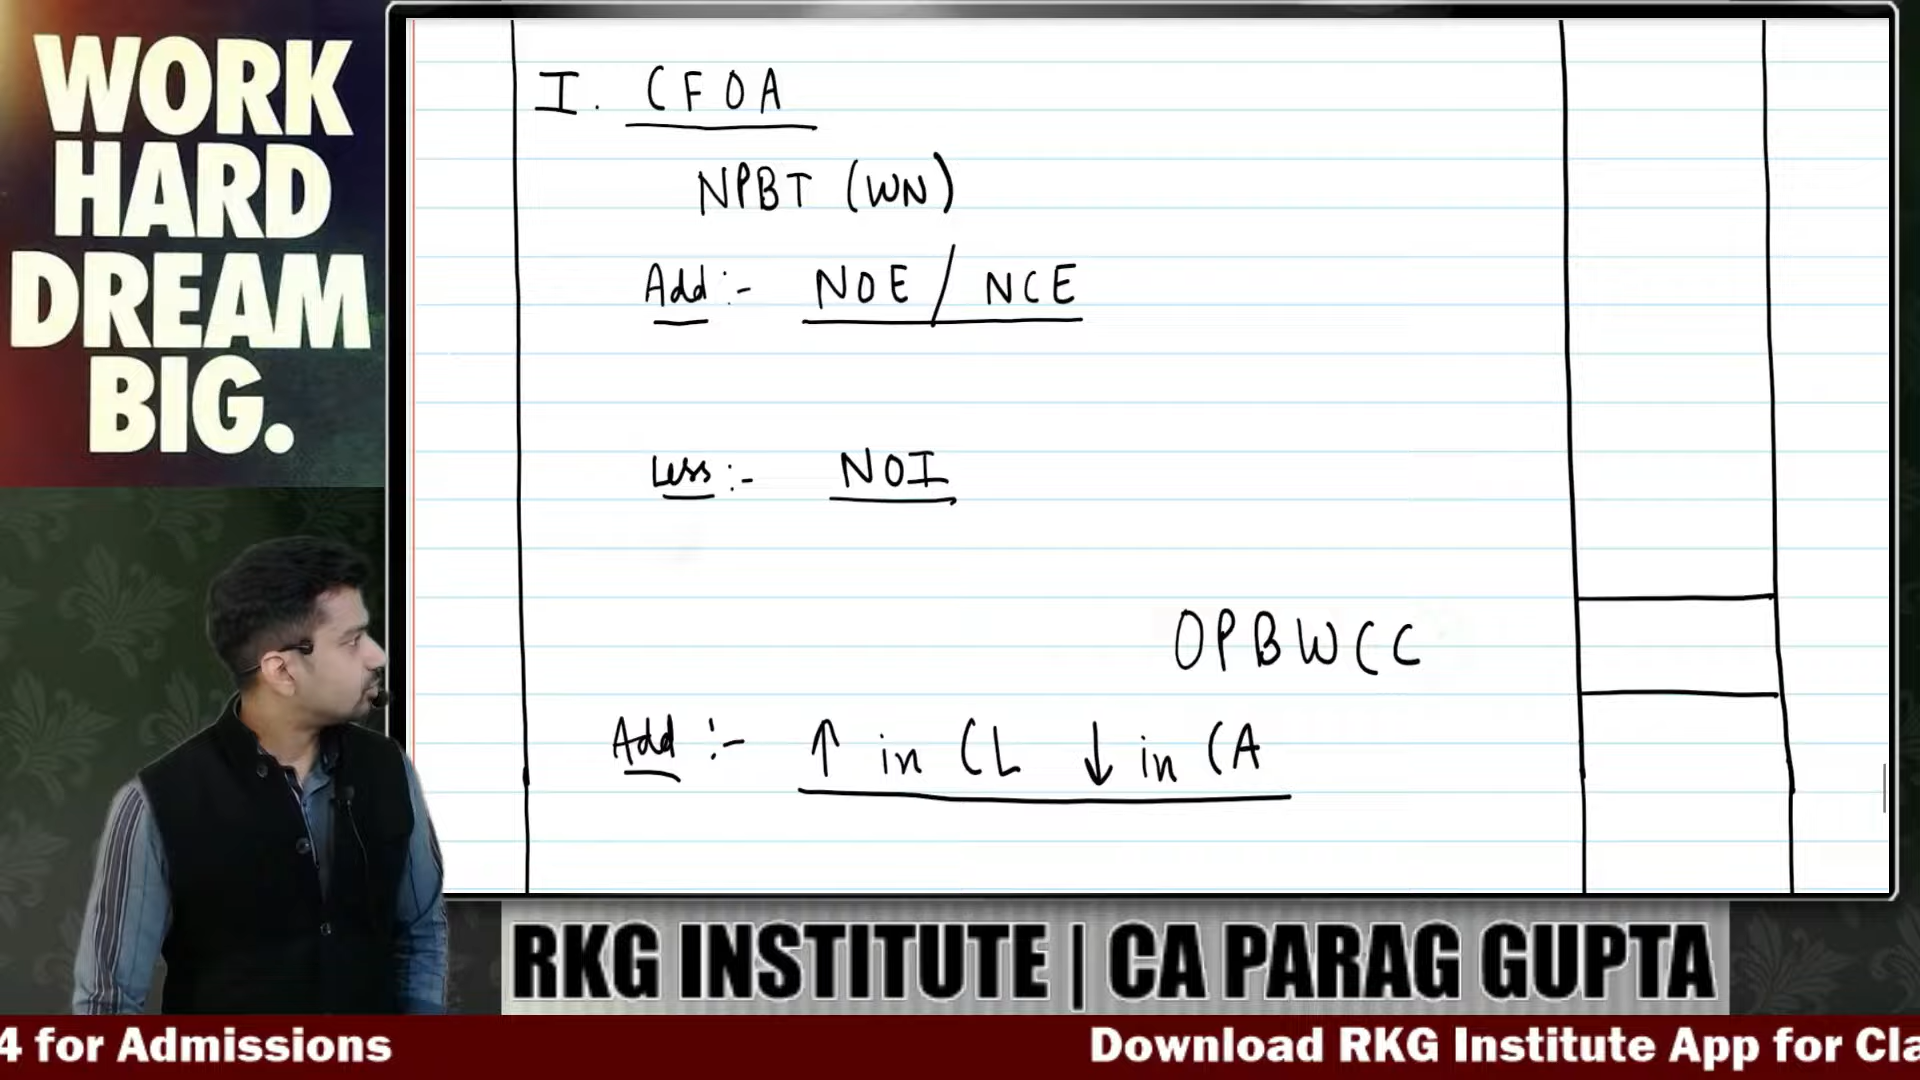 WORK
HARD
DREAM
BIG.
I. CFOA
NPBT (WN)
Add :- NOE / NCE
Less :- NOI
OPBWCC
Add :- ↑ in CL ↓ in CA
RKG INSTITUTE | CA PARAG GUPTA
4 for Admissions
Download RKG Institute App for Cla